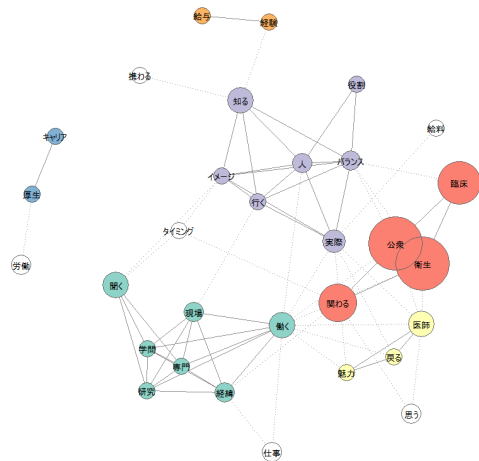 給与
経験
携わる
役割
知る
給料
キャリア
人
バランス
イメージ
臨床
厚生
行く
タイミング
実際
公衆
衛生
労働
聞く
関わる
現場
働く
医師
学問
戻る
専門
魅力
研究
経緯
思う
仕事